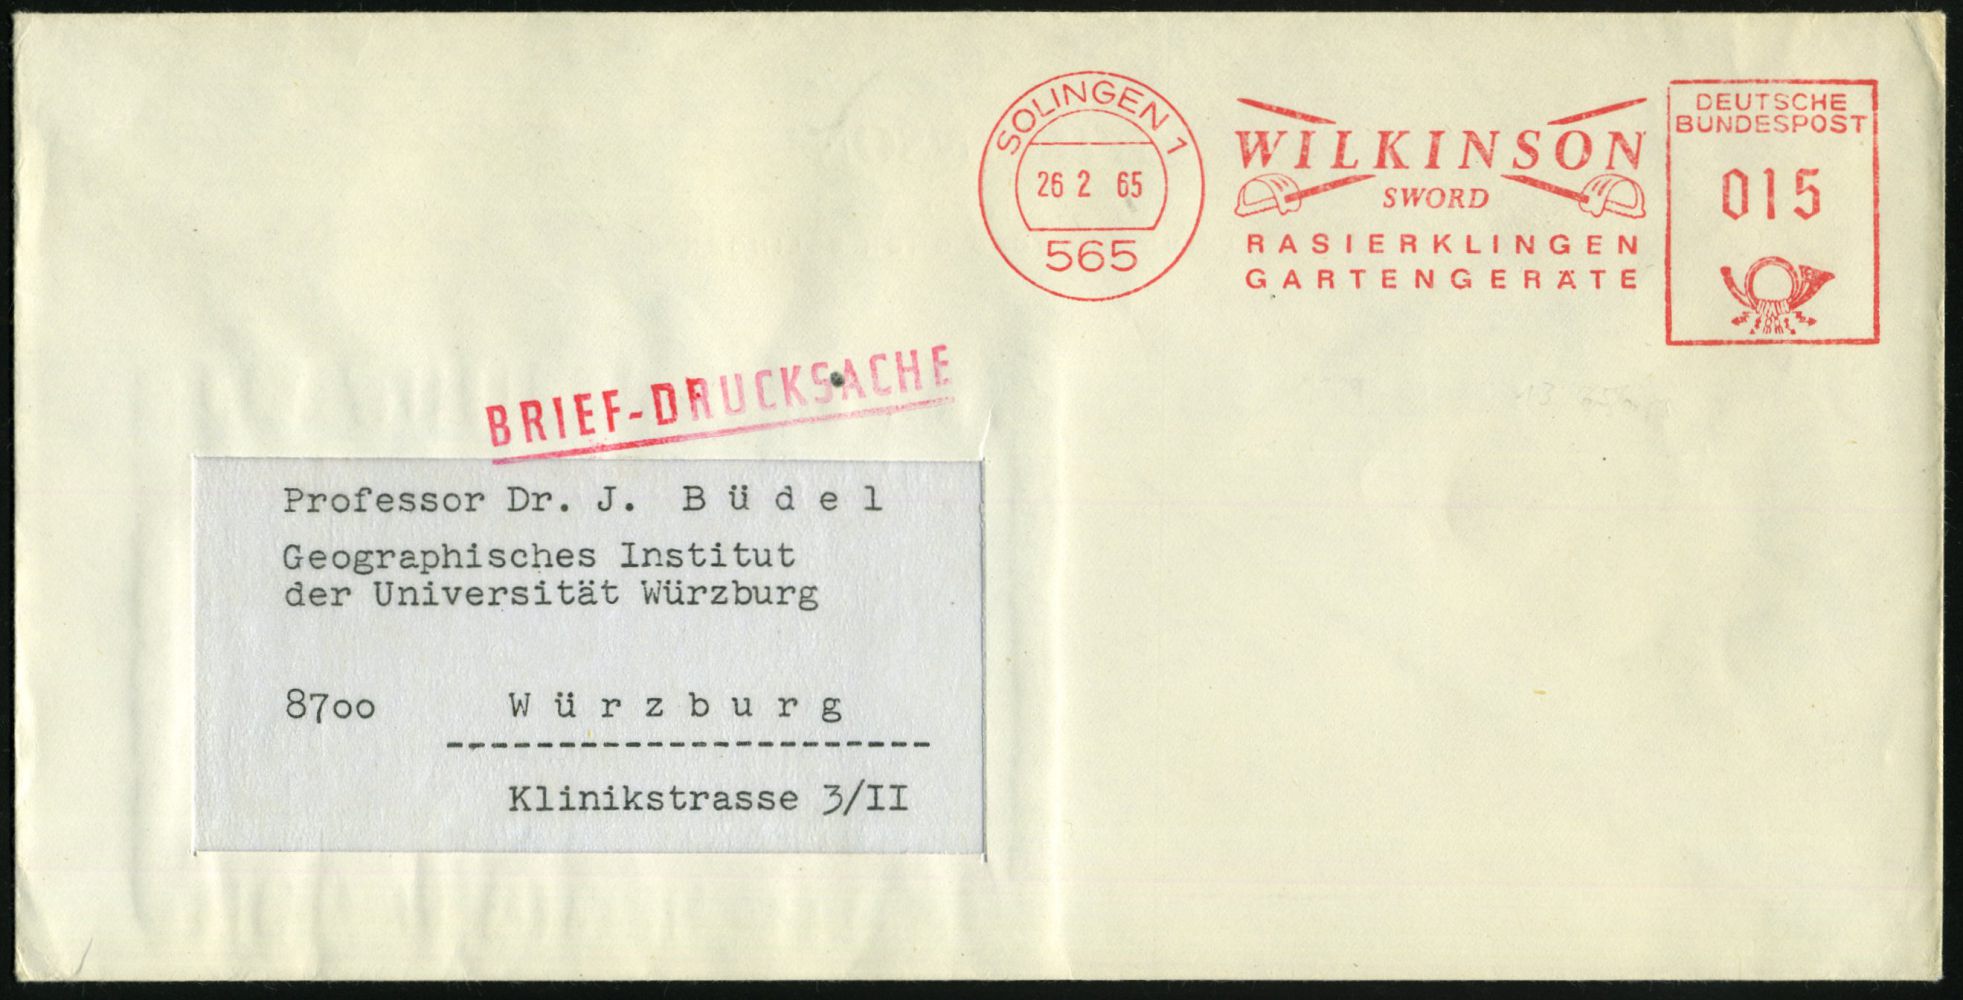 SOLINGEN 1
26 2 65
565
WILKINSON
SWORD
RASIERKLINGEN
GARTENGERÄTE
DEUTSCHE
BUNDESPOST
015
BRIEF-DRUCKSACHE
Professor Dr. J. B ü d e l
Geographisches Institut
der Universität Würzburg
8700 W ü r z b u r g
Klinikstrasse 3/II